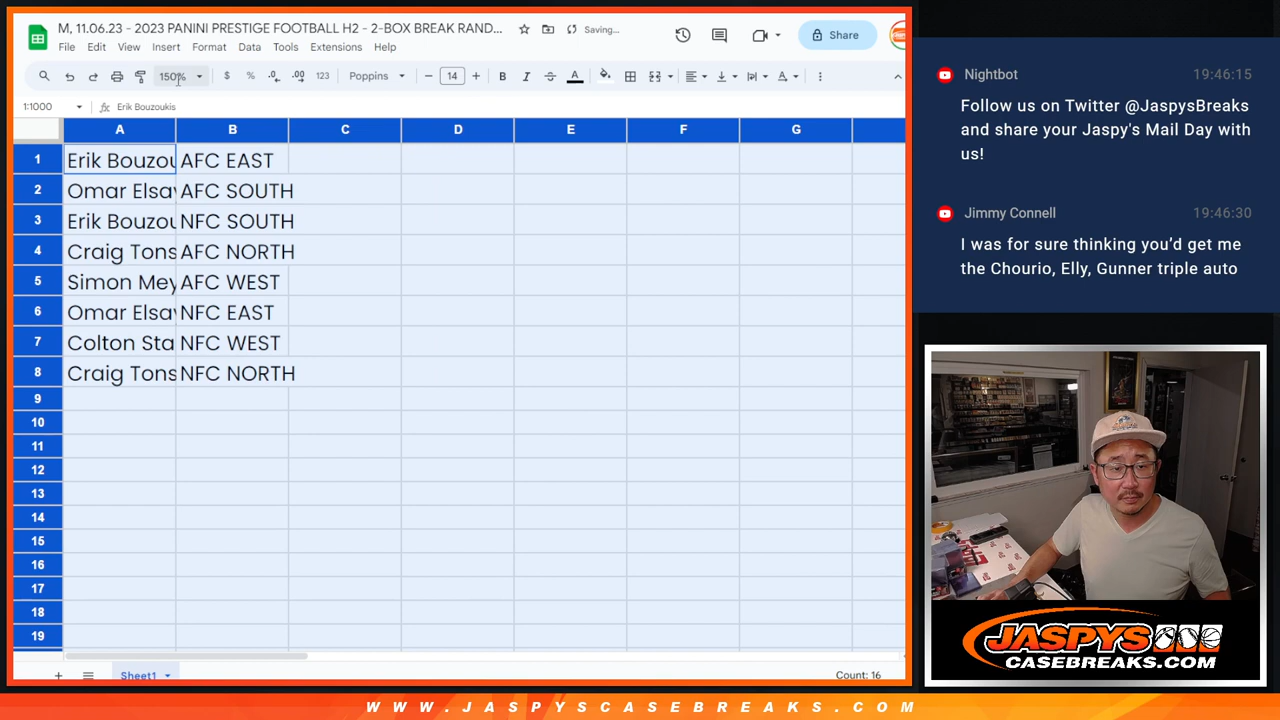 M, 11.06.23 - 2023 PANINI PRESTIGE FOOTBALL H2 - 2-BOX BREAK RAND...
Saving...
Share
File Edit View Insert Format Data Tools Extensions Help
150% $ % .0 .00 123 Poppins - 14 + B I S A
1:1000 fx Erik Bouzoukis
A B C D E F G
1 Erik Bouzou AFC EAST
2 Omar Elsay AFC SOUTH
3 Erik Bouzou NFC SOUTH
4 Craig Tons AFC NORTH
5 Simon Mey AFC WEST
6 Omar Elsay NFC EAST
7 Colton Sta NFC WEST
8 Craig Tons NFC NORTH
9
10
11
12
13
14
15
16
17
18
19
+ Sheet1 Count: 16
Nightbot 19:46:15
Follow us on Twitter @JaspysBreaks
and share your Jaspy's Mail Day with
us!
Jimmy Connell 19:46:30
I was for sure thinking you'd get me
the Chourio, Elly, Gunner triple auto
JASPYS
CASEBREAKS.COM
WWW.JASPYSCASEBREAKS.COM